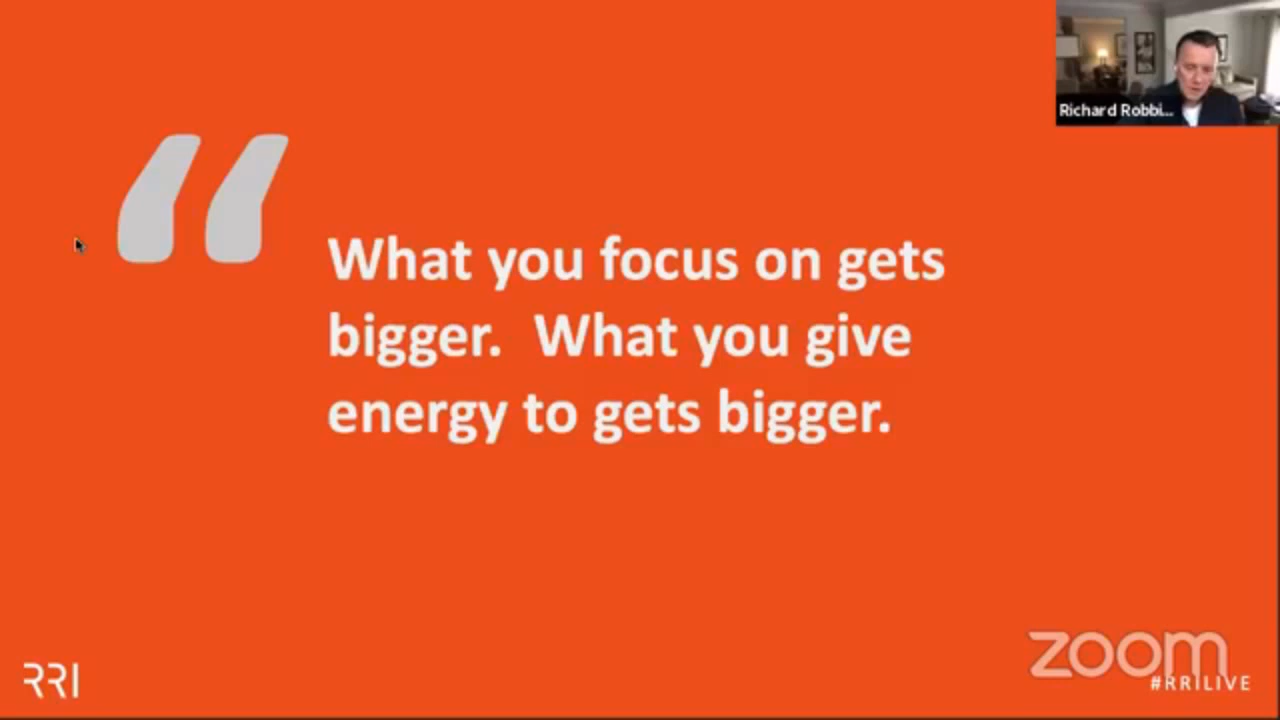 Richard Robbi...
“
What you focus on gets
bigger.  What you give
energy to gets bigger.
RRI
zoom
#RRILIVE